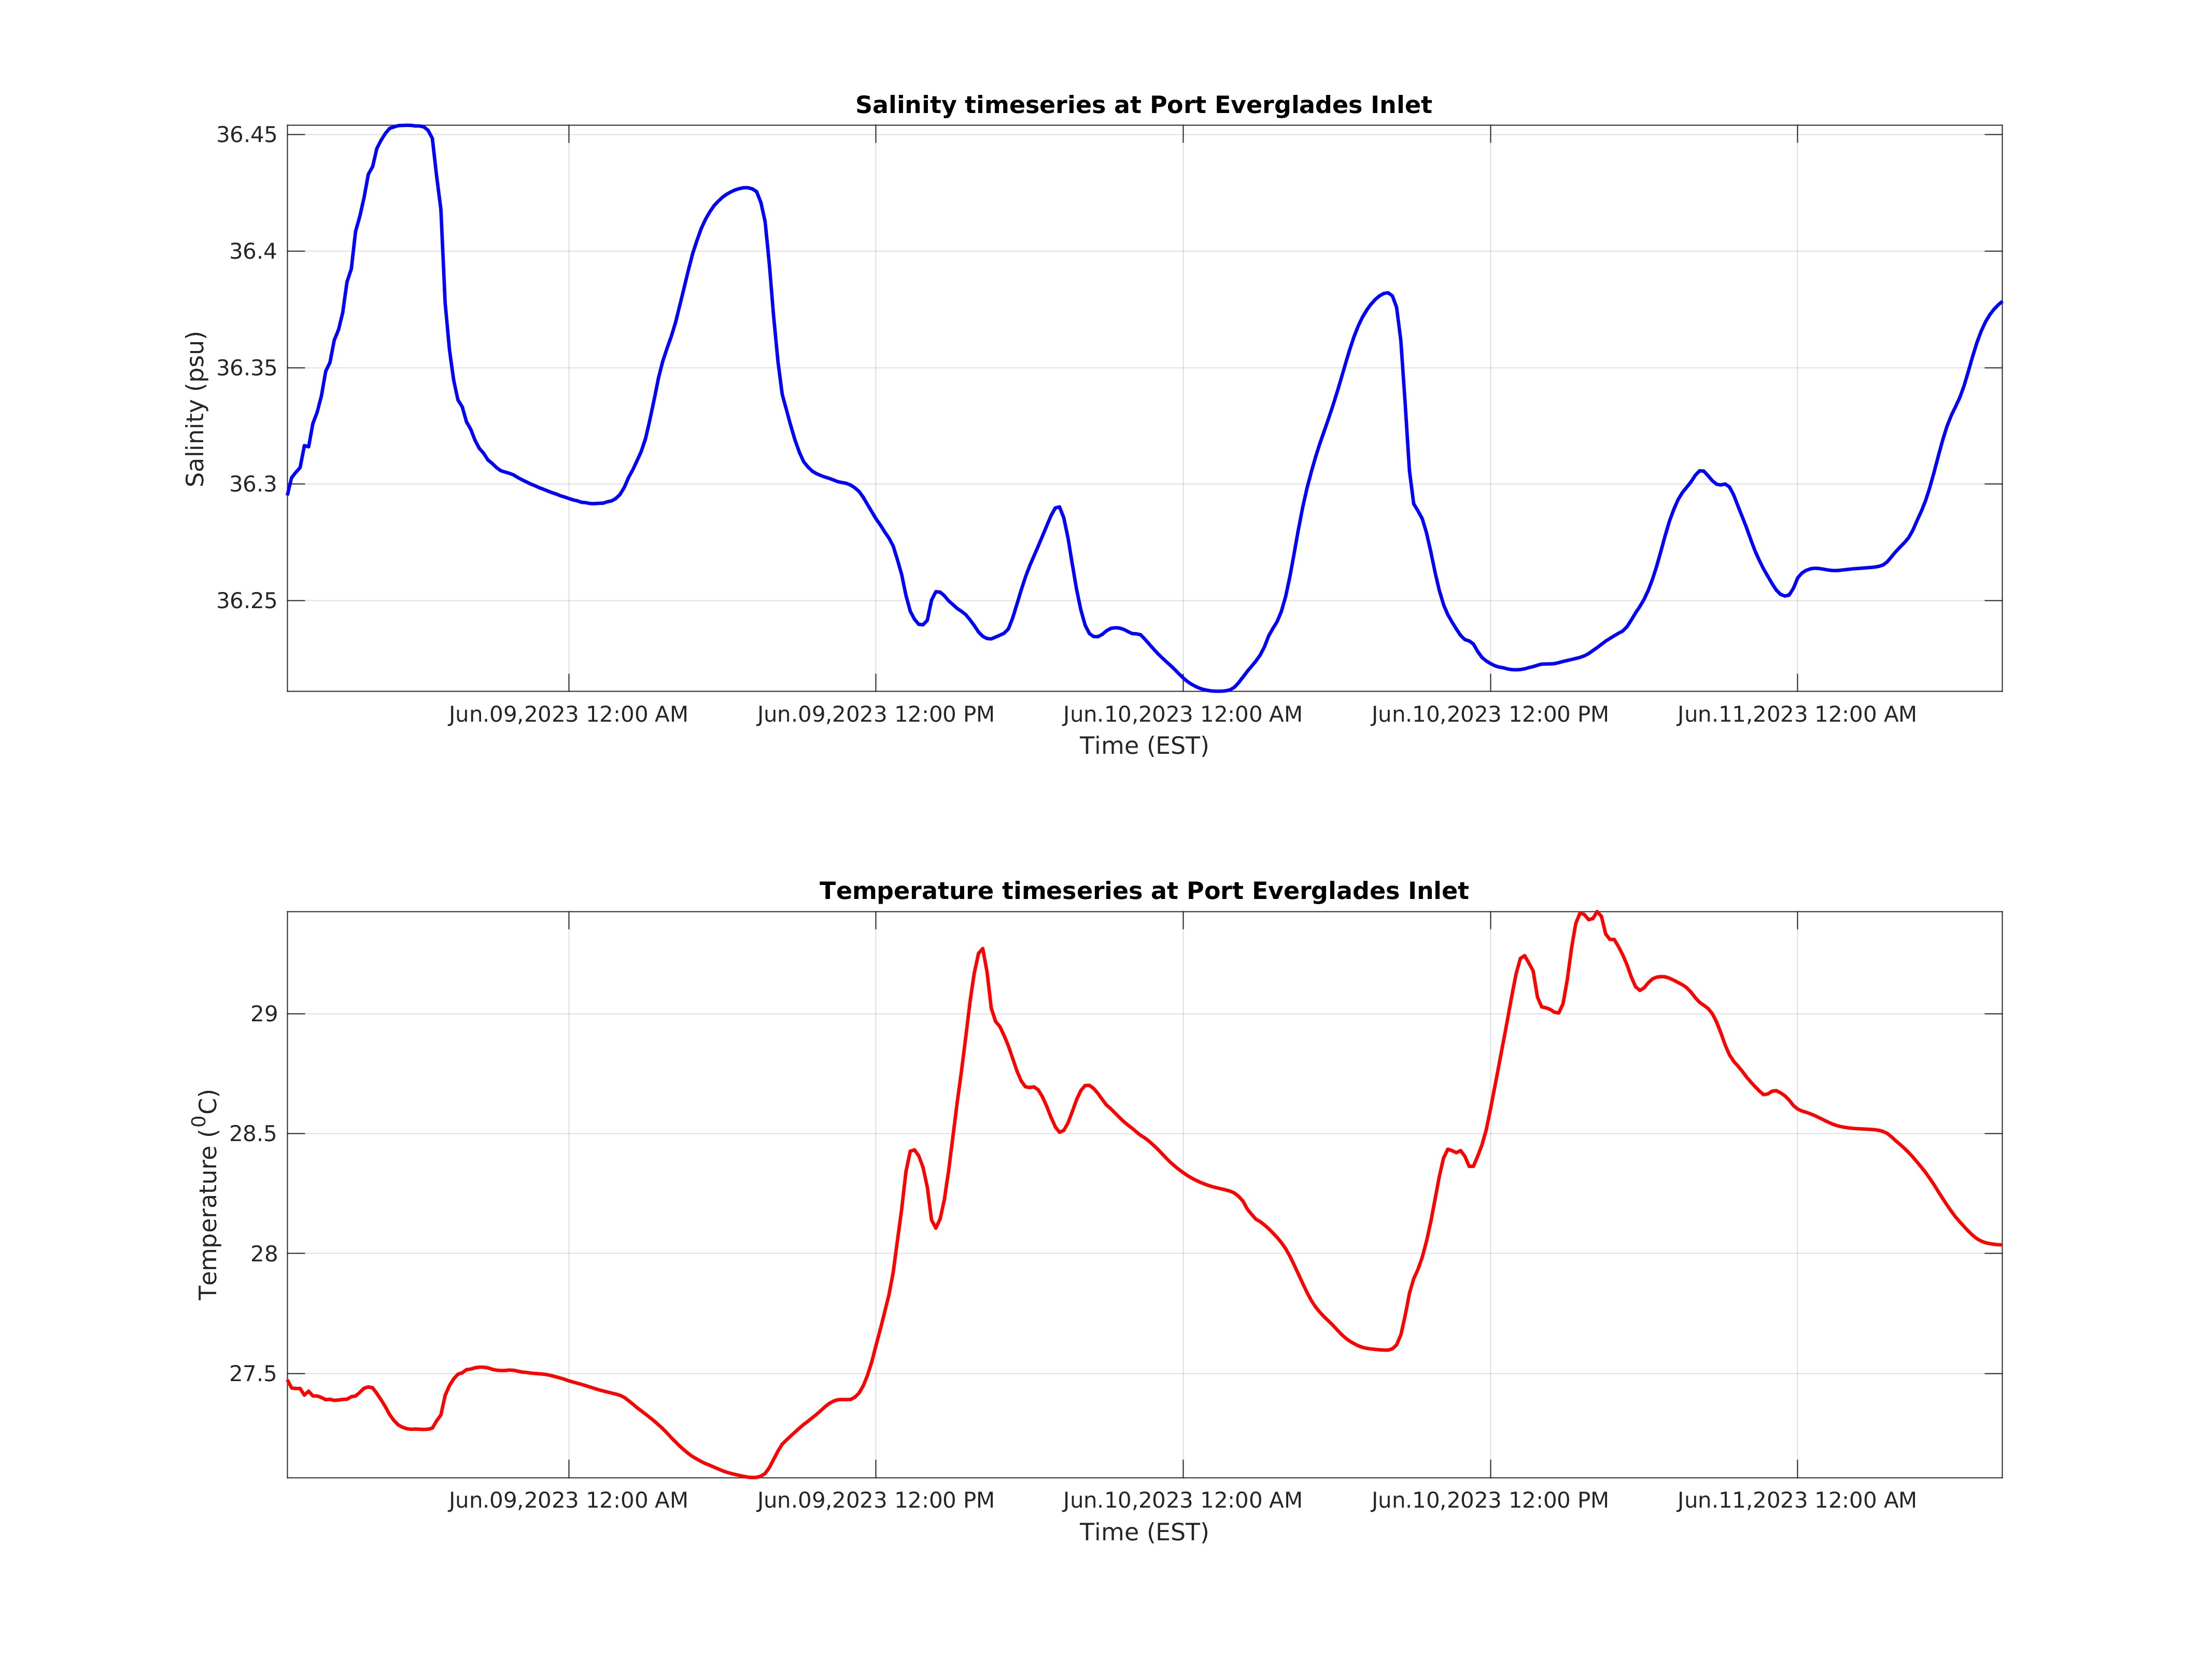 Salinity timeseries at Port Everglades Inlet
36.45
36.4
36.35
36.3
36.25
Salinity (psu)
Jun.09,2023 12:00 AM Jun.09,2023 12:00 PM Jun.10,2023 12:00 AM Jun.10,2023 12:00 PM Jun.11,2023 12:00 AM
Time (EST)
Temperature timeseries at Port Everglades Inlet
29
28.5
28
27.5
Temperature (⁰C)
Jun.09,2023 12:00 AM Jun.09,2023 12:00 PM Jun.10,2023 12:00 AM Jun.10,2023 12:00 PM Jun.11,2023 12:00 AM
Time (EST)